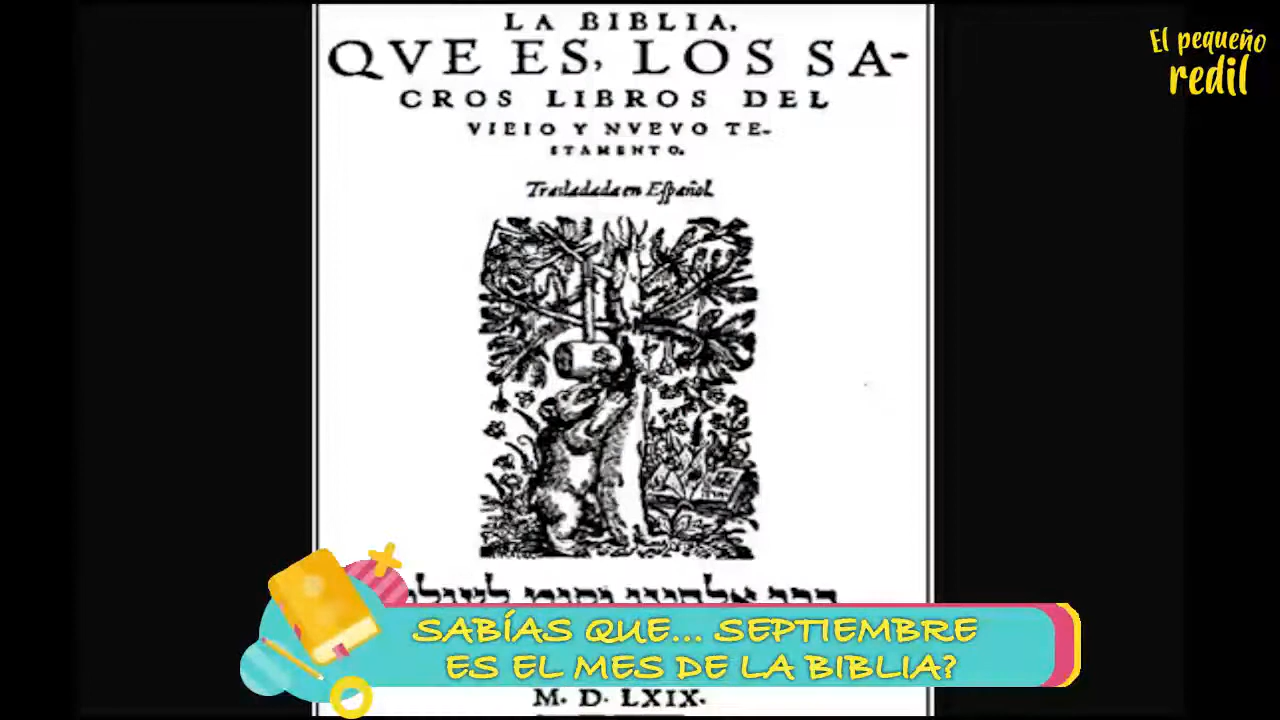 LA BIBLIA,
QVE ES, LOS SA-
CROS LIBROS DEL
VIEIO Y NVEVO TE-
STAMENTO.
Trasladada en Español.
El pequeño
redil
SABÍAS QUE... SEPTIEMBRE
ES EL MES DE LA BIBLIA?
M. D. LXIX.